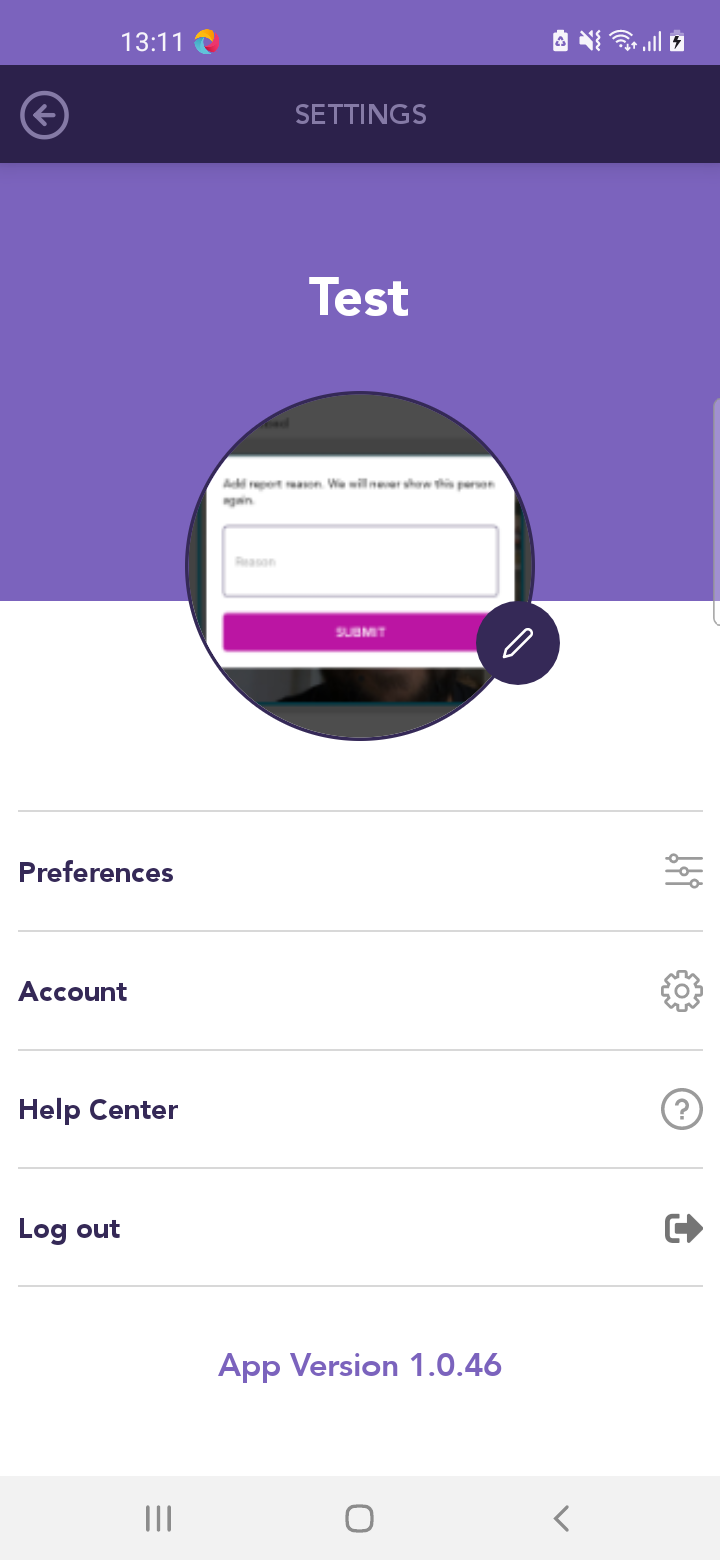 13:11
SETTINGS
Test
Add report reason. We will never show this person
again.
Reason
SUBMIT
Preferences
Account
Help Center
Log out
App Version 1.0.46